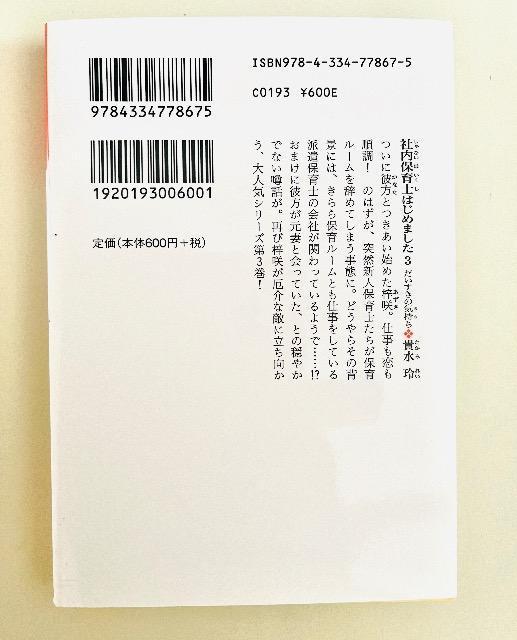 ISBN978-4-334-77867-5
C0193 ¥600E
9784334778675
1920193006001
定価(本体600円+税)
社内保育士はじめました 3 だいすきの気持ち 貴水 玲
ついに彼方とつきあい始めた梓咲。仕事も恋も
順調! のはずが、突然新人保育士たちが保育
ルームを辞めてしまう事態に。どうやらその背
景には、きらら保育ルームとも仕事をしている
派遣保育士の会社が関わっているようで……!?
おまけに彼方が元妻と会っていた、との穏やか
でない噂話が。再び梓咲が厄介な敵に立ち向か
う、大人気シリーズ第3巻!